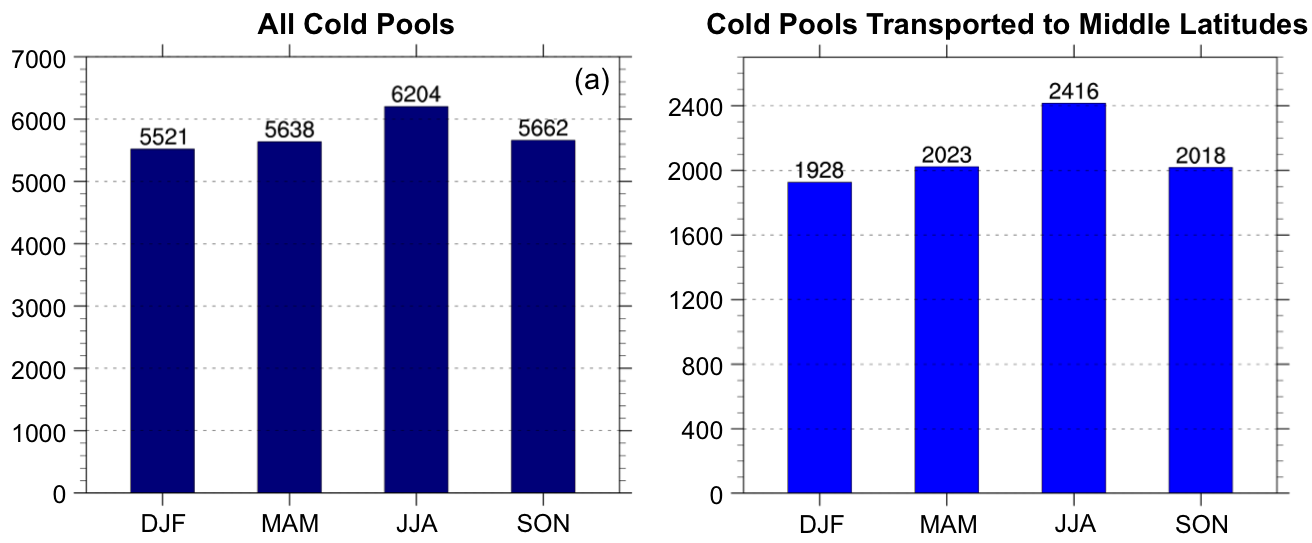 All Cold Pools
7000
6000
5000
4000
3000
2000
1000
0
(a)
5521
5638
6204
5662
DJF
MAM
JJA
SON
Cold Pools Transported to Middle Latitudes
2400
2000
1600
1200
800
400
0
1928
2023
2416
2018
DJF
MAM
JJA
SON